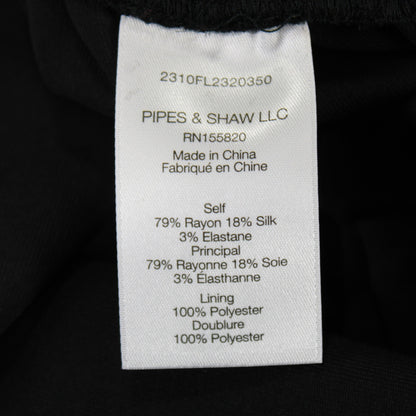 2310FL2320350
PIPES & SHAW LLC
RN155820
Made in China
Fabriqué en Chine
Self
79% Rayon 18% Silk
3% Elastane
Principal
79% Rayonne 18% Soie
3% Elasthanne
Lining
100% Polyester
Doublure
100% Polyester